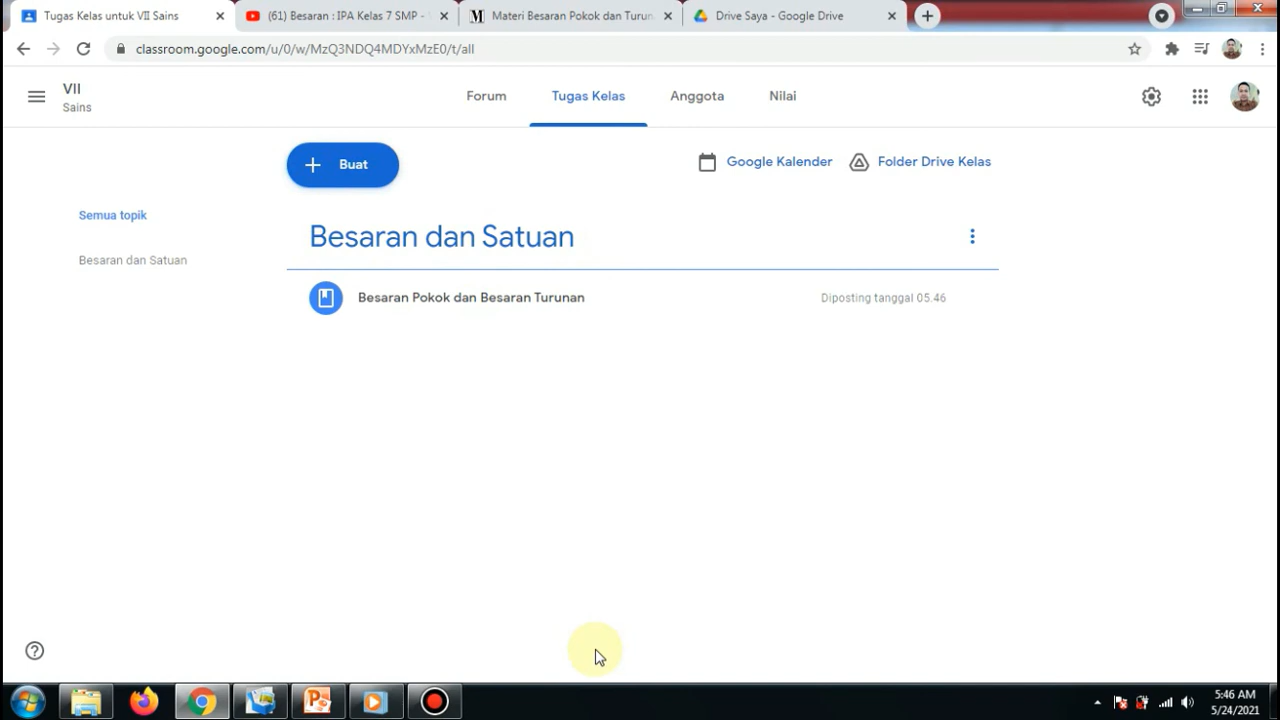 Tugas Kelas untuk VII Sains
(61) Besaran : IPA Kelas 7 SMP -
Materi Besaran Pokok dan Turun
Drive Saya - Google Drive
classroom.google.com/u/0/w/MzQ3NDQ4MDYxMzE0/t/all
VII
Sains
Forum
Tugas Kelas
Anggota
Nilai
Buat
Google Kalender
Folder Drive Kelas
Semua topik
Besaran dan Satuan
Besaran dan Satuan
Besaran Pokok dan Besaran Turunan
Diposting tanggal 05.46
5:46 AM
5/24/2021